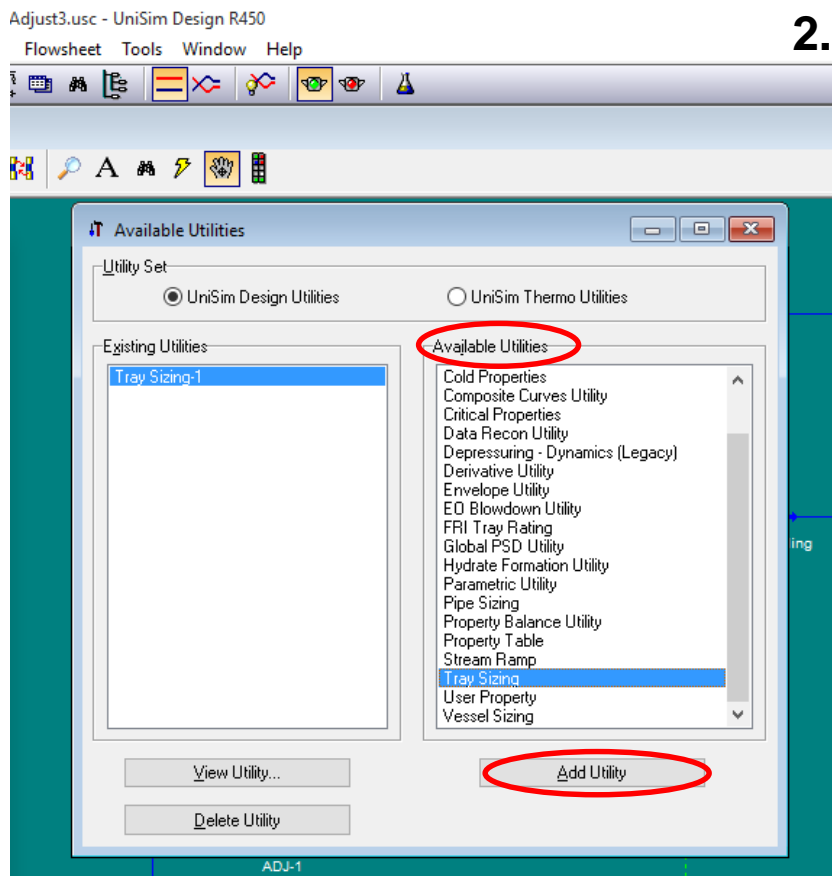 Adjust3.usc - UniSim Design R450
2.
Flowsheet Tools Window Help
A
Available Utilities
Utility Set
UniSim Design Utilities
UniSim Thermo Utilities
Existing Utilities
Tray Sizing-1
Available Utilities
Cold Properties
Composite Curves Utility
Critical Properties
Data Recon Utility
Depressuring - Dynamics (Legacy)
Derivative Utility
Envelope Utility
EO Blowdown Utility
FRI Tray Rating
Global PSD Utility
Hydrate Formation Utility
Parametric Utility
Pipe Sizing
Property Balance Utility
Property Table
Stream Ramp
Tray Sizing
User Property
Vessel Sizing
View Utility...
Add Utility
Delete Utility
ing
ADJ-1